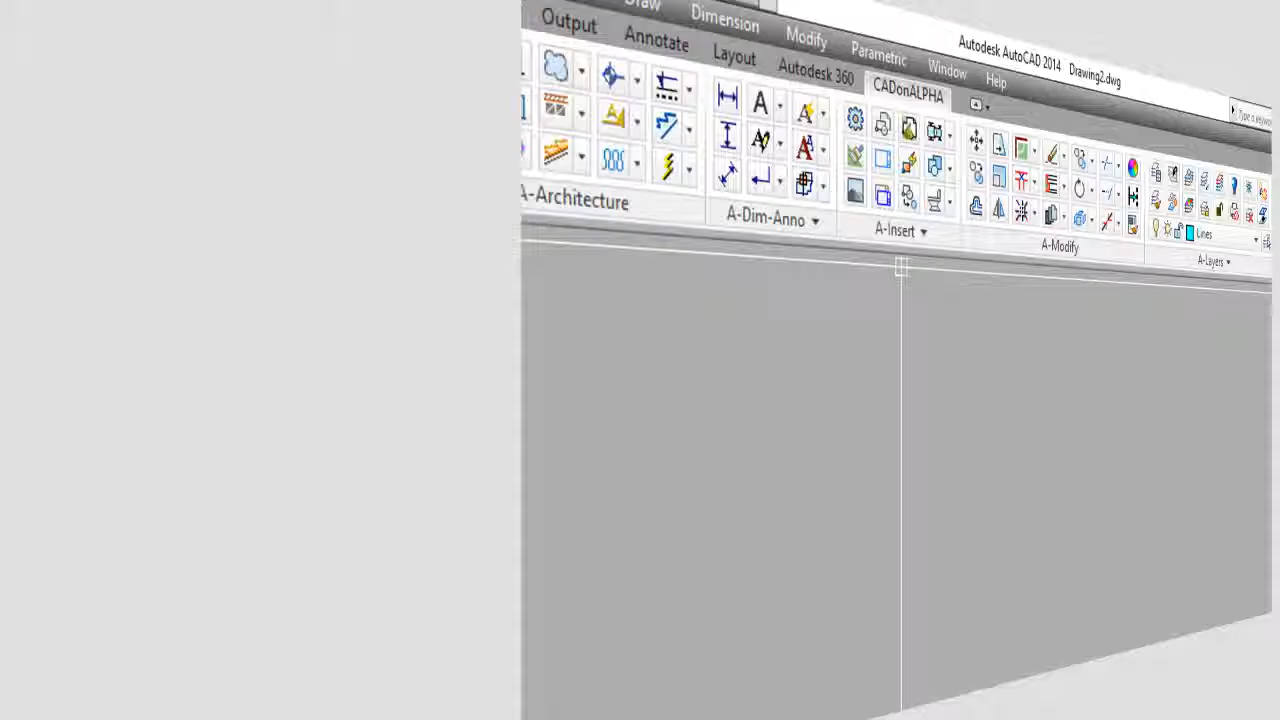 Autodesk AutoCAD 2014 Drawing2.dwg
Draw Dimension Modify Parametric Window Help
Output Annotate Layout Autodesk 360 CADonALPHA
A-Architecture A-Dim-Anno A-Insert A-Modify A-Layers
Lines